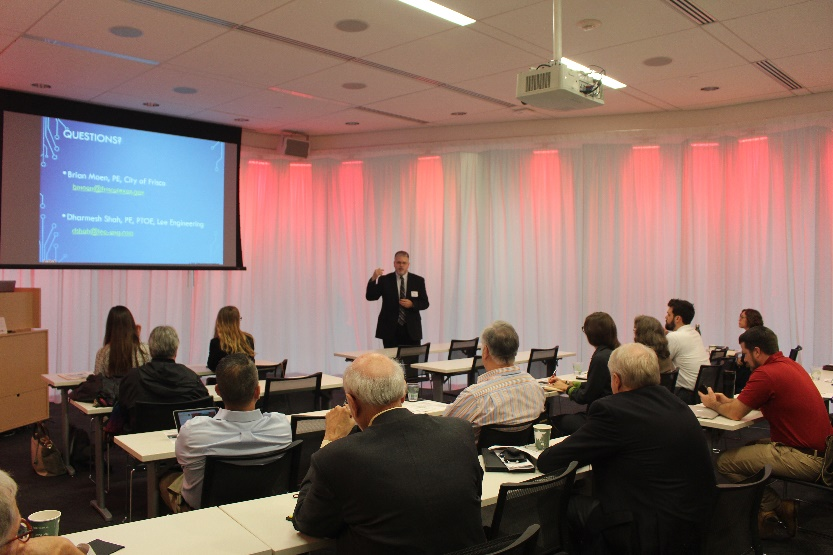 QUESTIONS?
•Brian Moen, PE, City of Frisco
•Dharmesh Shah, PE, PTOE, Lee Engineering